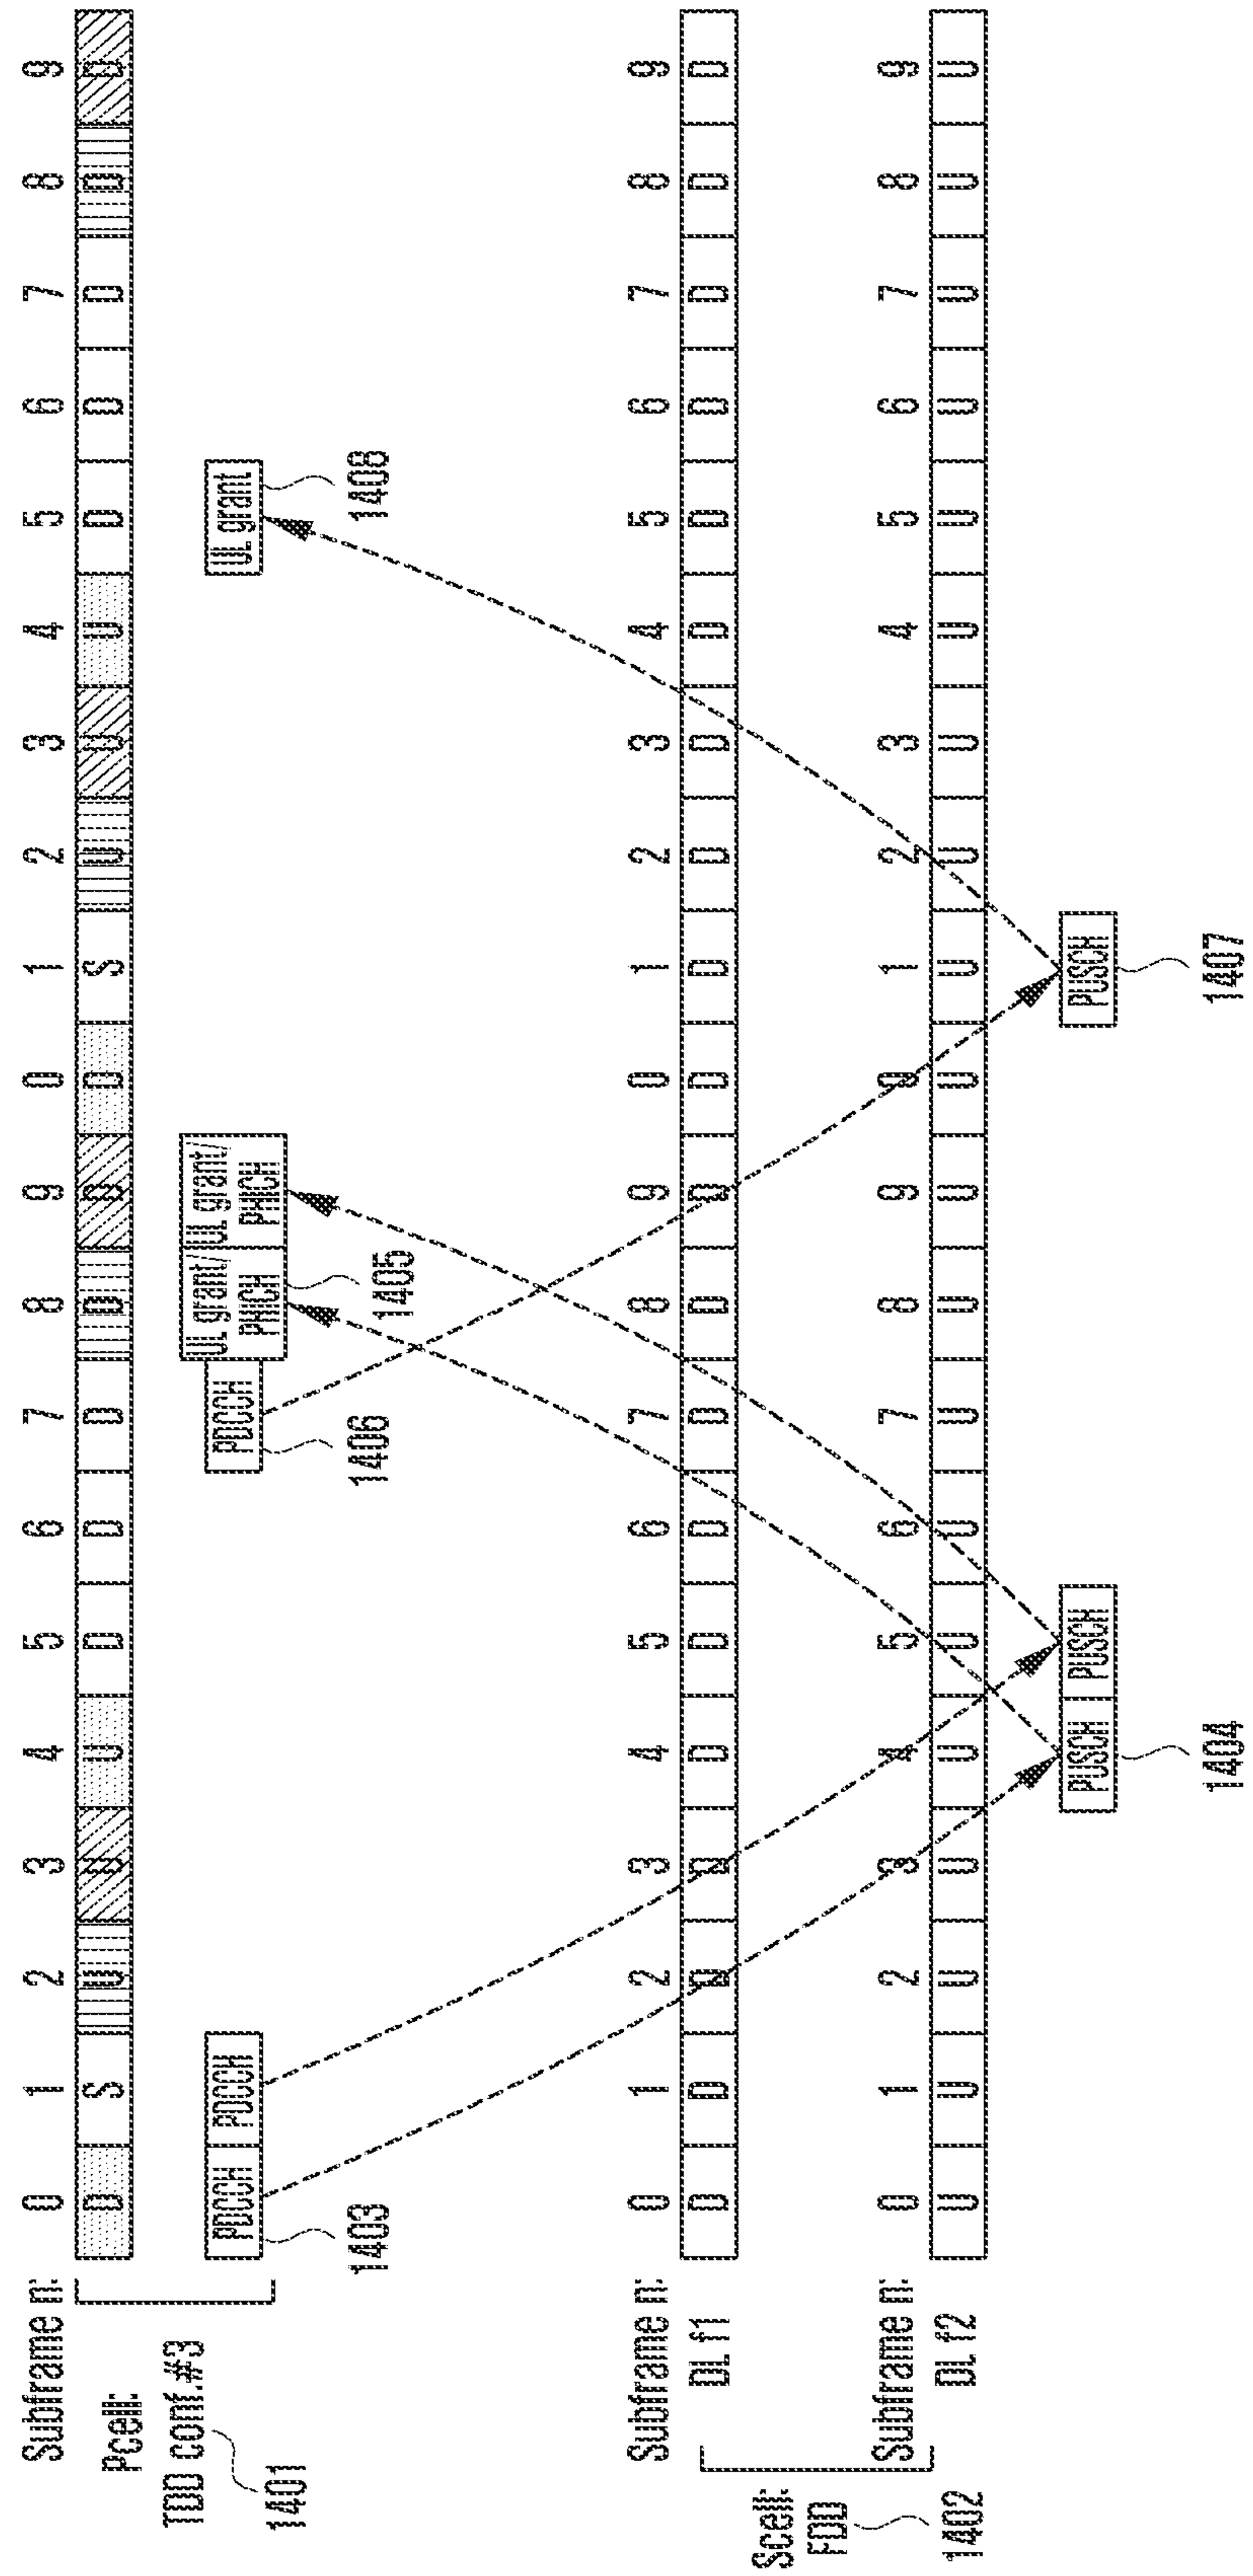 Subframe n: 0 1 2 3 4 5 6 7 8 9 0 1 2 3 4 5 6 7 8 9
Pcell: D S U U U D D D D D D S U U U D D D D D
TDD conf.#3
1401
PDCCH PDCCH PDCCH UL grant/ PHICH UL grant/ PHICH UL grant
1403 1406 1405 1408
Subframe n: 0 1 2 3 4 5 6 7 8 9 0 1 2 3 4 5 6 7 8 9
DL f1 D D D D D D D D D D D D D D D D D D D D
Scell:
FDD
1402
Subframe n: 0 1 2 3 4 5 6 7 8 9 0 1 2 3 4 5 6 7 8 9
DL f2 U U U U U U U U U U U U U U U U U U U U
PUSCH PUSCH PUSCH
1404 1407